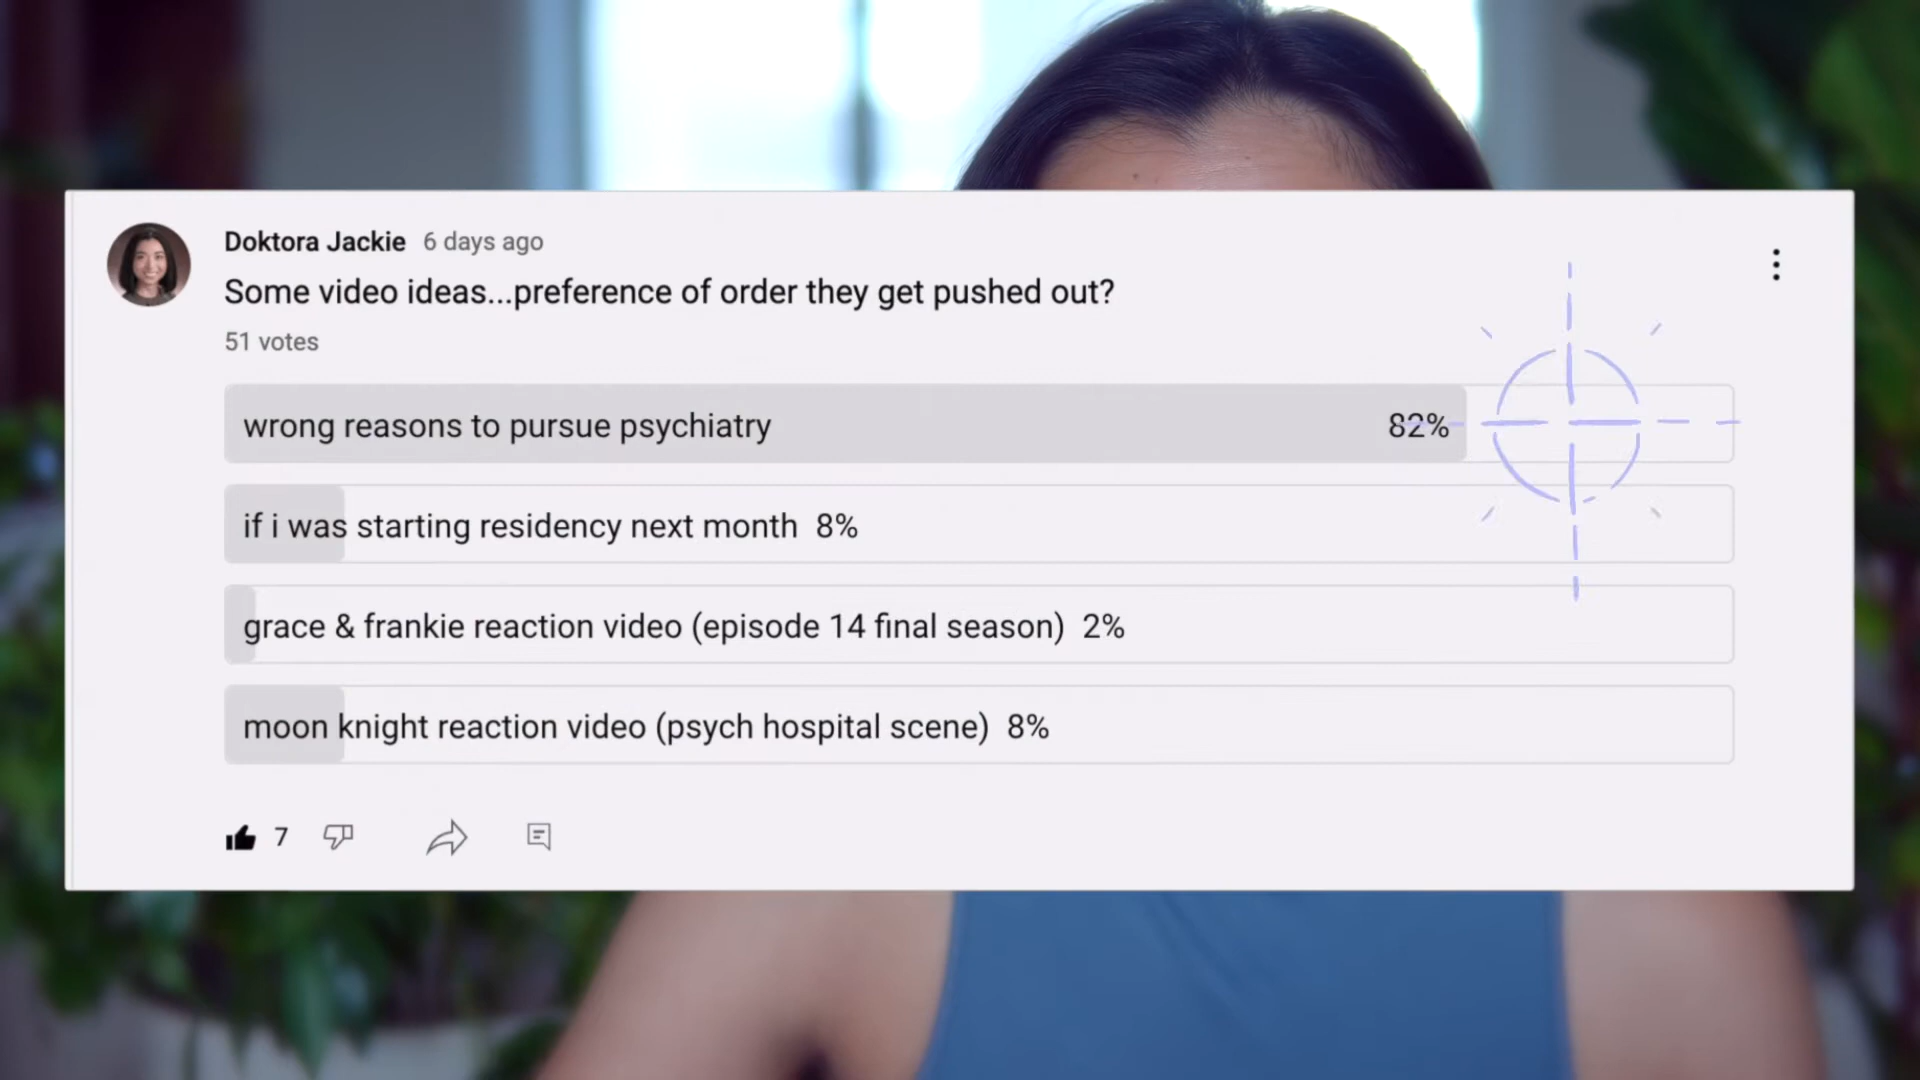 Doktora Jackie 6 days ago
Some video ideas...preference of order they get pushed out?
51 votes
wrong reasons to pursue psychiatry 82%
if i was starting residency next month 8%
grace & frankie reaction video (episode 14 final season) 2%
moon knight reaction video (psych hospital scene) 8%
7